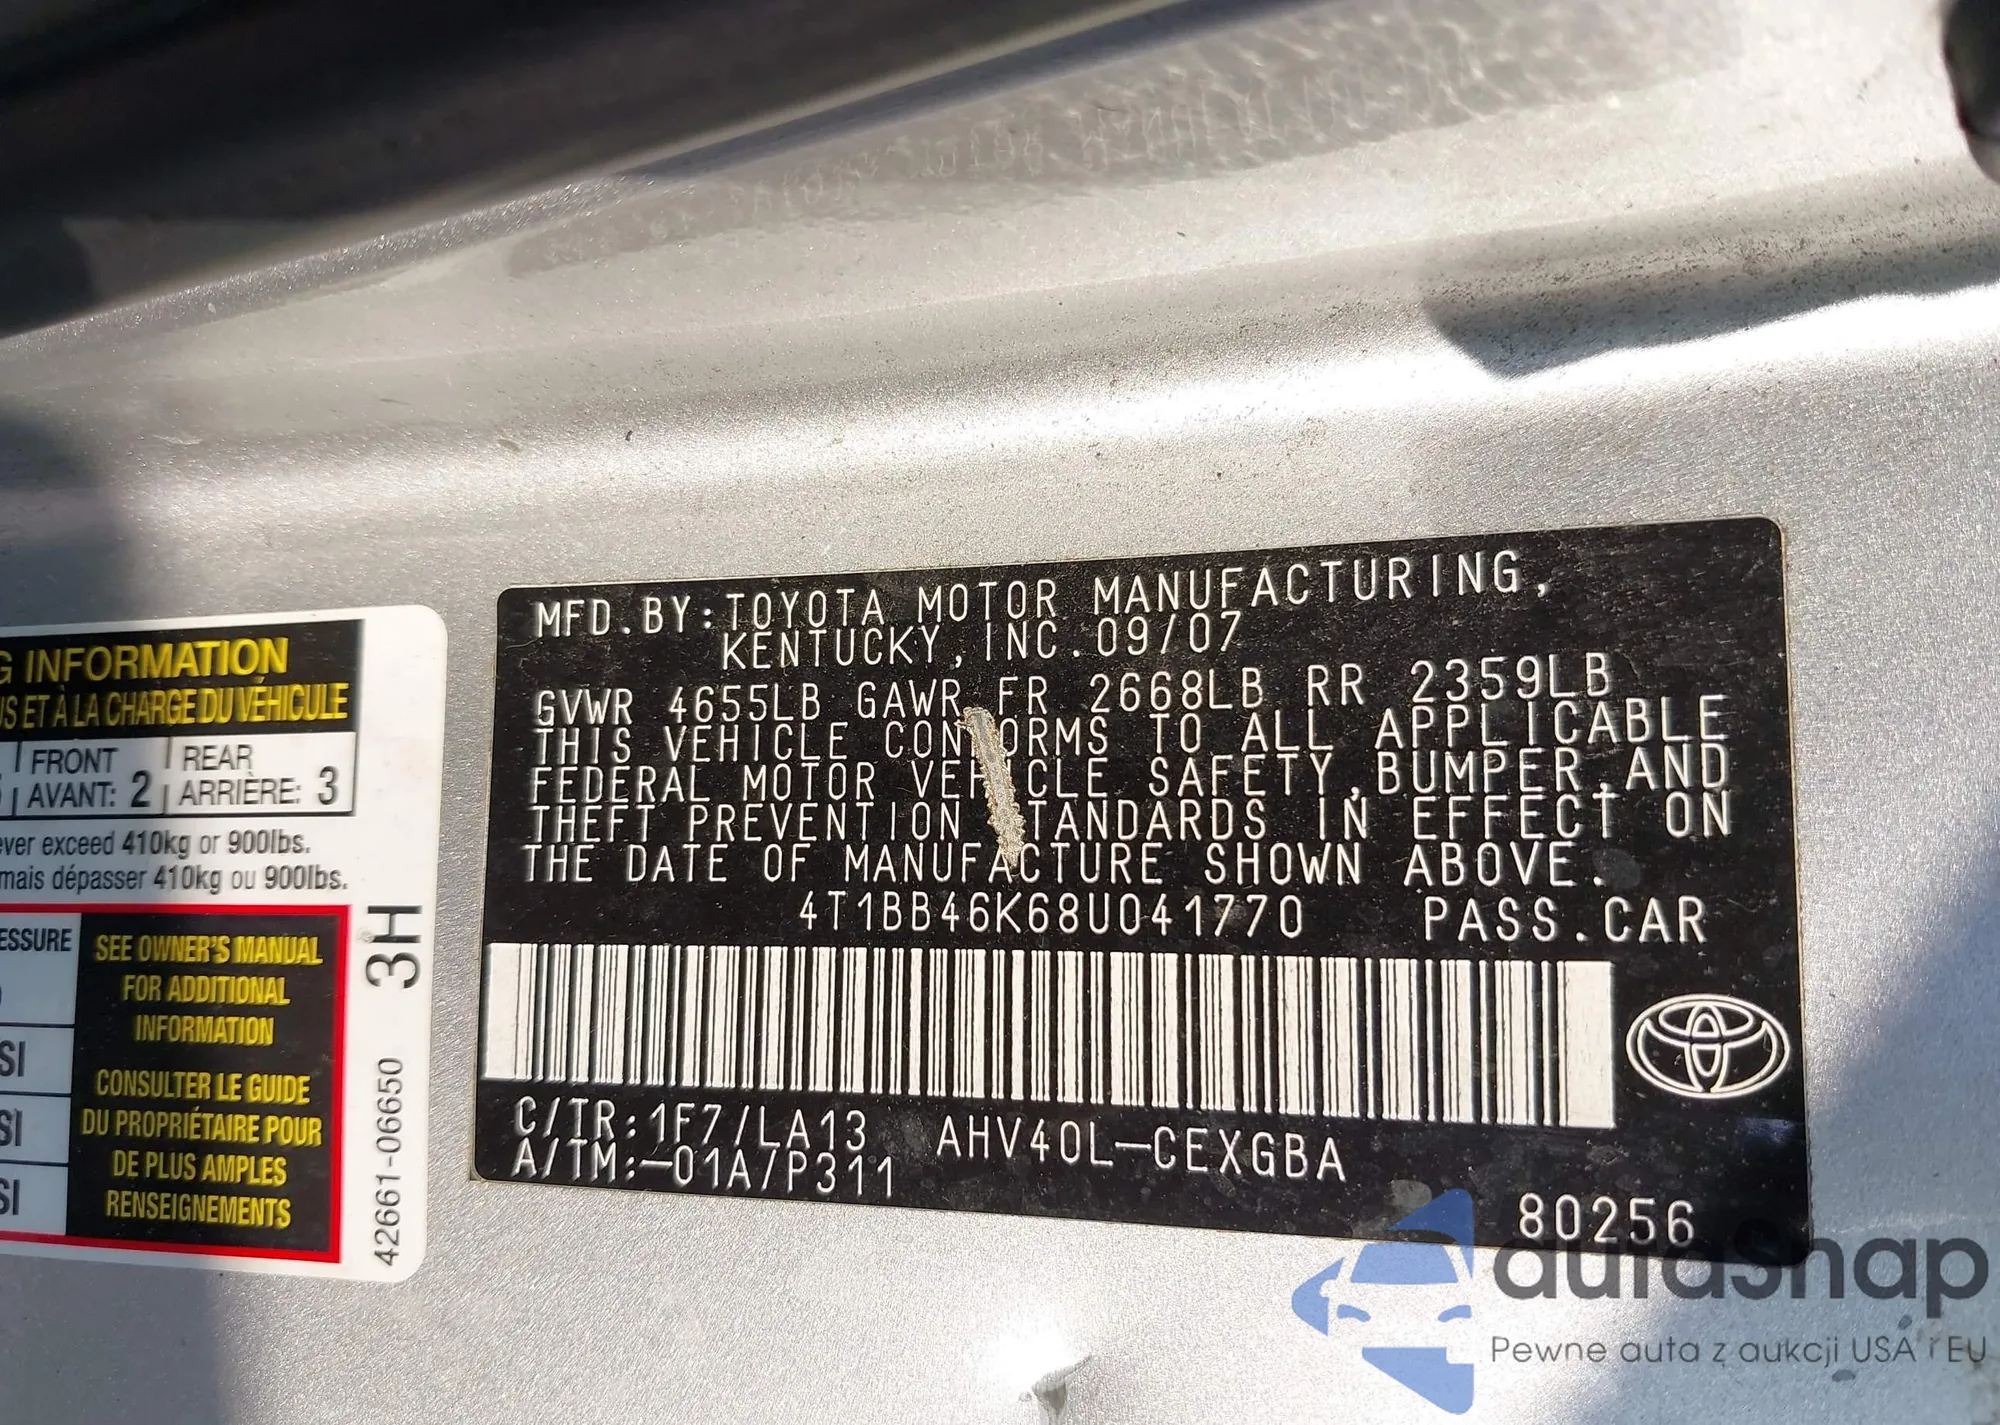 G INFORMATION
US ET À LA CHARGE DU VÉHICULE
FRONT
AVANT: 2
REAR
ARRIÈRE: 3
ver exceed 410kg or 900lbs.
mais dépasser 410kg ou 900lbs.
ESSURE
SI
SI
SI
SEE OWNER'S MANUAL
FOR ADDITIONAL
INFORMATION
CONSULTER LE GUIDE
DU PROPRIÉTAIRE POUR
DE PLUS AMPLES
RENSEIGNEMENTS
3H
42661-06650
MFD. BY: TOYOTA MOTOR MANUFACTURING,
KENTUCKY, INC. 09/07
GVWR 4655LB GAWR FR 2668LB RR 2359LB
THIS VEHICLE CONFORMS TO ALL APPLICABLE
FEDERAL MOTOR VEHICLE SAFETY, BUMPER, AND
THEFT PREVENTION STANDARDS IN EFFECT ON
THE DATE OF MANUFACTURE SHOWN ABOVE.
4T1BB46K68U041770 PASS. CAR
C/TR: 1F7/LA13 AHV40L-CEXGBA
A/TM:-01A/P311
80256
autasnap
Pewne auta z aukcji USA i EU